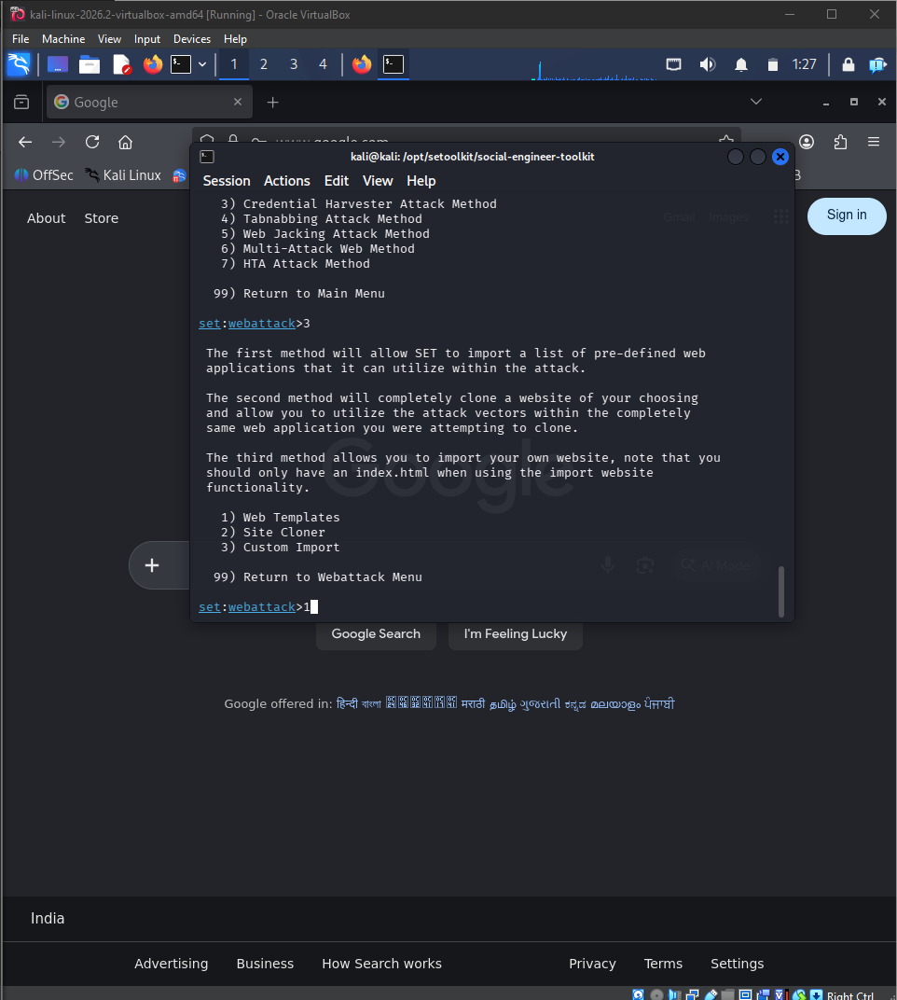 kali-linux-2026.2-virtualbox-amd64 [Running] - Oracle VirtualBox
File Machine View Input Devices Help
1 2 3 4 1:27
Google
www.google.com
OffSec Kali Linux
kali@kali: /opt/setoolkit/social-engineer-toolkit
Session Actions Edit View Help
About Store Gmail Images Sign in
3) Credential Harvester Attack Method
4) Tabnabbing Attack Method
5) Web Jacking Attack Method
6) Multi-Attack Web Method
7) HTA Attack Method
99) Return to Main Menu
set:webattack>3
The first method will allow SET to import a list of pre-defined web
applications that it can utilize within the attack.
The second method will completely clone a website of your choosing
and allow you to utilize the attack vectors within the completely
same web application you were attempting to clone.
The third method allows you to import your own website, note that you
should only have an index.html when using the import website
functionality.
Google
1) Web Templates
2) Site Cloner
3) Custom Import
AI Mode
99) Return to Webattack Menu
set:webattack>1
Google Search I'm Feeling Lucky
Google offered in: हिन्दी বাংলা मराठी தமிழ் ગુજરાતી ಕನ್ನಡ മലയാളം ਪੰਜਾਬੀ
India
Advertising Business How Search works Privacy Terms Settings
Right Ctrl